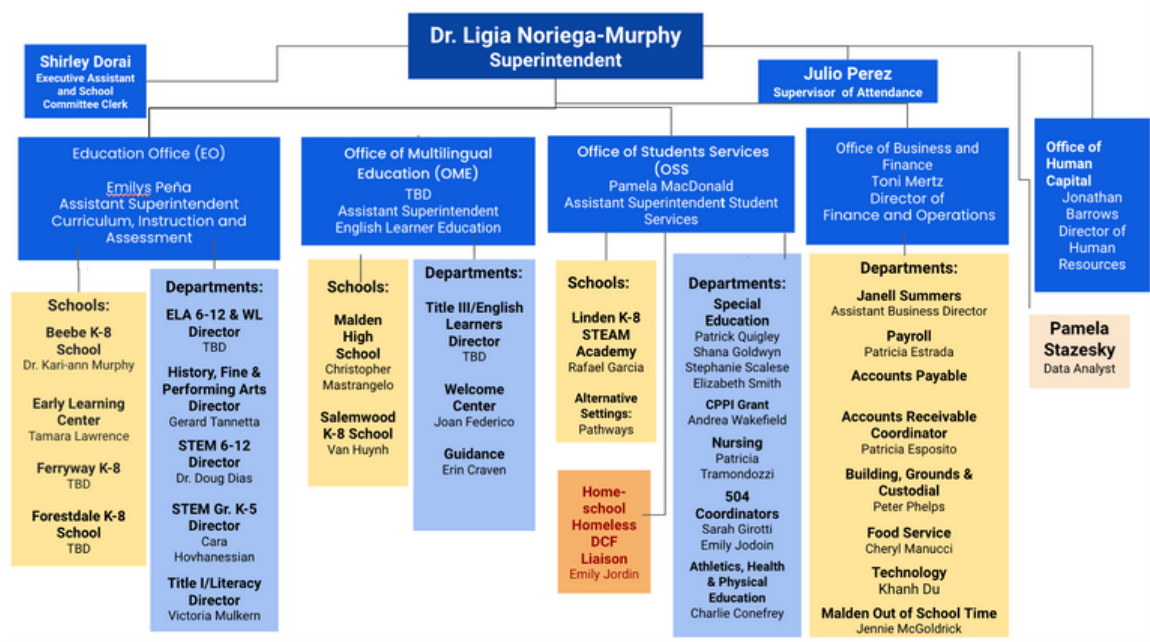 Dr. Ligia Noriega-Murphy
Superintendent
Shirley Dorai
Executive Assistant
and School
Committee Clerk
Julio Perez
Supervisor of Attendance
Education Office (EO)
Emilys Peña
Assistant Superintendent
Curriculum, Instruction and
Assessment
Schools:
Beebe K-8
School
Dr. Kari-ann Murphy
Early Learning
Center
Tamara Lawrence
Ferryway K-8
TBD
Forestdale K-8
School
TBD
Departments:
ELA 6-12 & WL
Director
TBD
History, Fine &
Performing Arts
Director
Gerard Tannetta
STEM 6-12
Director
Dr. Doug Dias
STEM Gr. K-5
Director
Cara
Hovhanessian
Title I/Literacy
Director
Victoria Mulkern
Office of Multilingual
Education (OME)
TBD
Assistant Superintendent
English Learner Education
Schools:
Malden
High
School
Christopher
Mastrangelo
Salemwood
K-8 School
Van Huynh
Departments:
Title III/English
Learners
Director
TBD
Welcome
Center
Joan Federico
Guidance
Erin Craven
Office of Students Services
(OSS
Pamela MacDonald
Assistant Superintendent Student
Services
Schools:
Linden K-8
STEAM
Academy
Rafael Garcia
Alternative
Settings:
Pathways
Home-
school
Homeless
DCF
Liaison
Emily Jordin
Departments:
Special
Education
Patrick Quigley
Shana Goldwyn
Stephanie Scalese
Elizabeth Smith
CPPI Grant
Andrea Wakefield
Nursing
Patricia
Tramondozzi
504
Coordinators
Sarah Girotti
Emily Jodoin
Athletics, Health
& Physical
Education
Charlie Conefrey
Office of Business and
Finance
Toni Mertz
Director of
Finance and Operations
Departments:
Janell Summers
Assistant Business Director
Payroll
Patricia Estrada
Accounts Payable
Accounts Receivable
Coordinator
Patricia Esposito
Building, Grounds &
Custodial
Peter Phelps
Food Service
Cheryl Manucci
Technology
Khanh Du
Malden Out of School Time
Jennie McGoldrick
Office of
Human
Capital
Jonathan
Barrows
Director of
Human
Resources
Pamela
Stazesky
Data Analyst